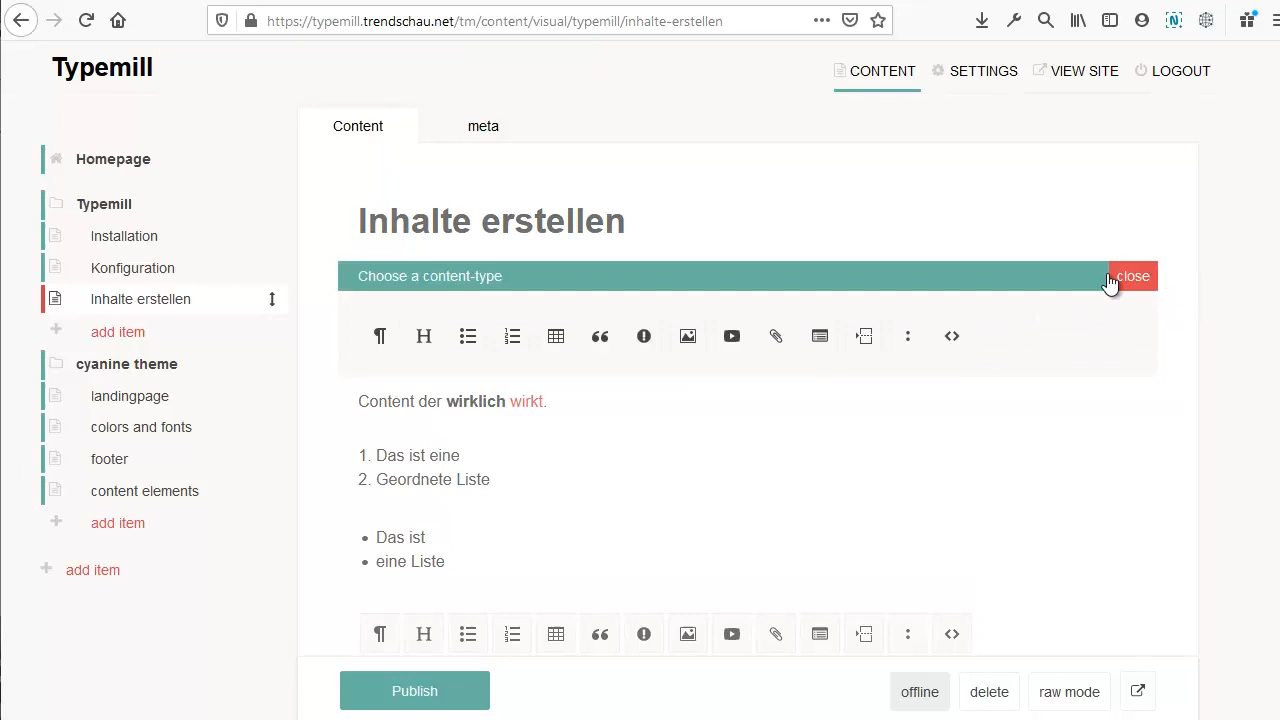 https://typemill.trendschau.net/tm/content/visual/typemill/inhalte-erstellen
Typemill
CONTENT SETTINGS VIEW SITE LOGOUT
Content meta
Homepage
Typemill
Installation
Konfiguration
Inhalte erstellen
add item
cyanine theme
landingpage
colors and fonts
footer
content elements
add item
add item
Inhalte erstellen
Choose a content-type close
Content der wirklich wirkt.
1. Das ist eine
2. Geordnete Liste
• Das ist
• eine Liste
Publish offline delete raw mode